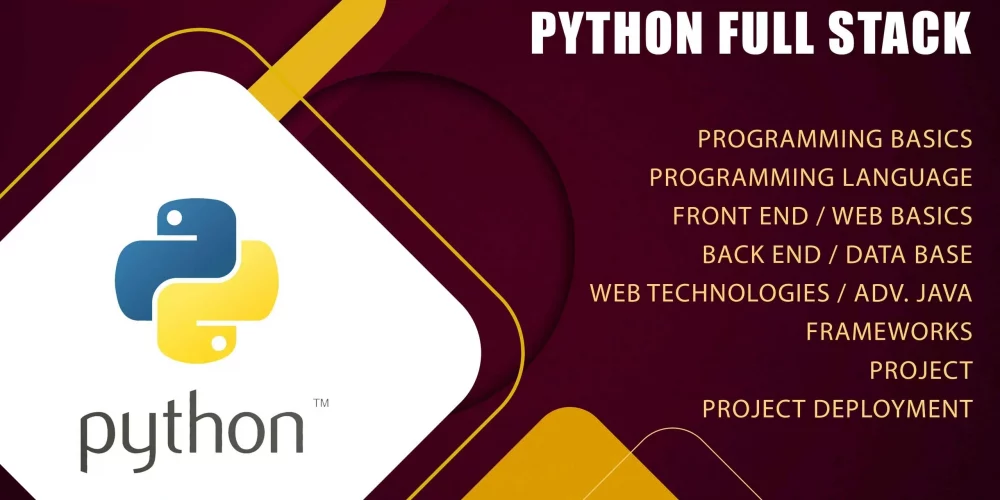 PYTHON FULL STACK
PROGRAMMING BASICS
PROGRAMMING LANGUAGE
FRONT END / WEB BASICS
BACK END / DATA BASE
WEB TECHNOLOGIES / ADV. JAVA
FRAMEWORKS
PROJECT
PROJECT DEPLOYMENT
python™